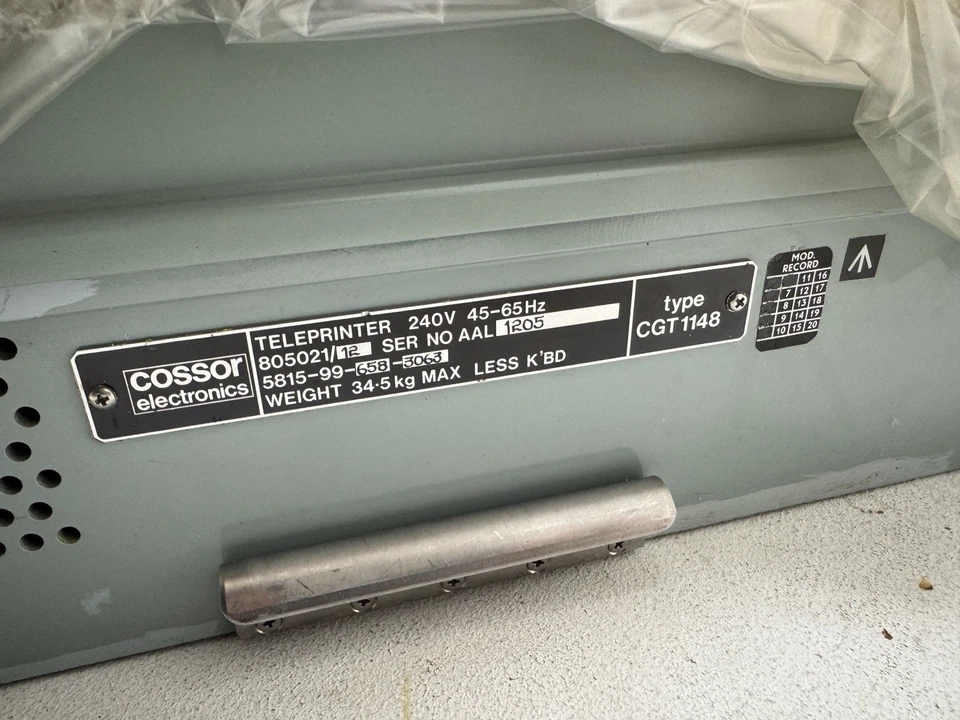 cossor
electronics
TELEPRINTER 240V 45-65Hz
805021/12 SER NO AAL 1205
5815-99-658-3063
WEIGHT 34·5kg MAX LESS K'BD
type
CGT1148
MOD.
RECORD
11 16
7 12 17
8 13 18
9 14 19
10 15 20